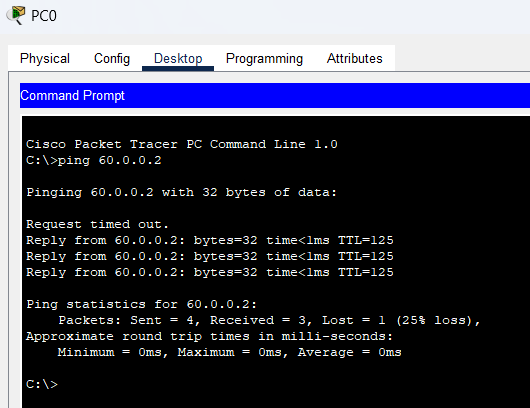 PC0
Physical Config Desktop Programming Attributes
Command Prompt
Cisco Packet Tracer PC Command Line 1.0
C:\>ping 60.0.0.2
Pinging 60.0.0.2 with 32 bytes of data:
Request timed out.
Reply from 60.0.0.2: bytes=32 time<1ms TTL=125
Reply from 60.0.0.2: bytes=32 time<1ms TTL=125
Reply from 60.0.0.2: bytes=32 time<1ms TTL=125
Ping statistics for 60.0.0.2:
Packets: Sent = 4, Received = 3, Lost = 1 (25% loss),
Approximate round trip times in milli-seconds:
Minimum = 0ms, Maximum = 0ms, Average = 0ms
C:\>